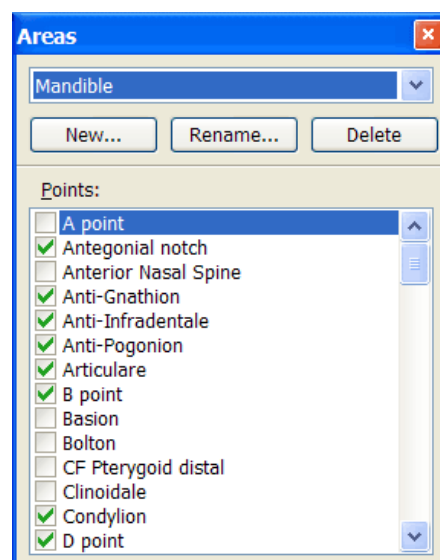 Areas
Mandible
New... Rename... Delete
Points:
A point
Antegonial notch
Anterior Nasal Spine
Anti-Gnathion
Anti-Infradentale
Anti-Pogonion
Articulare
B point
Basion
Bolton
CF Pterygoid distal
Clinoidale
Condylion
D point